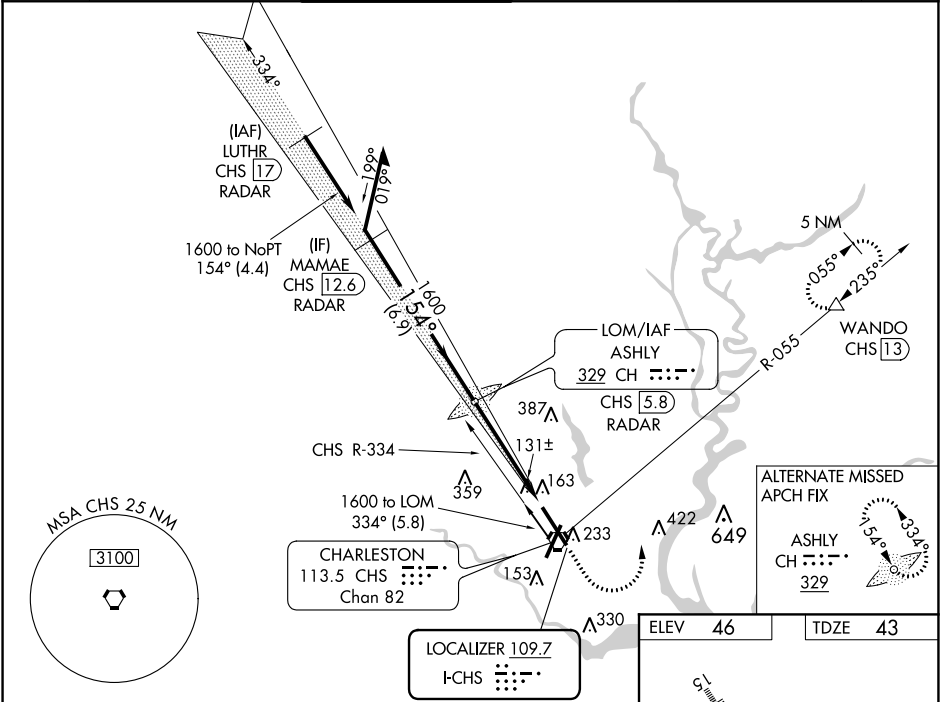 334°
(IAF)
LUTHR
CHS 17
RADAR
199°
019°
1600 to NoPT
154° (4.4)
(IF)
MAMAE
CHS 12.6
RADAR
1600
154°
(6.9)
5 NM
055°
235°
WANDO
CHS 13
R-055
LOM/IAF
ASHLY
329 CH
CHS 5.8
RADAR
387
131±
163
CHS R-334
359
1600 to LOM
334° (5.8)
233
422
649
153
330
CHARLESTON
113.5 CHS
Chan 82
LOCALIZER 109.7
I-CHS
MSA CHS 25 NM
3100
ALTERNATE MISSED
APCH FIX
ASHLY
CH
329
154°
334°
ELEV 46
TDZE 43
15